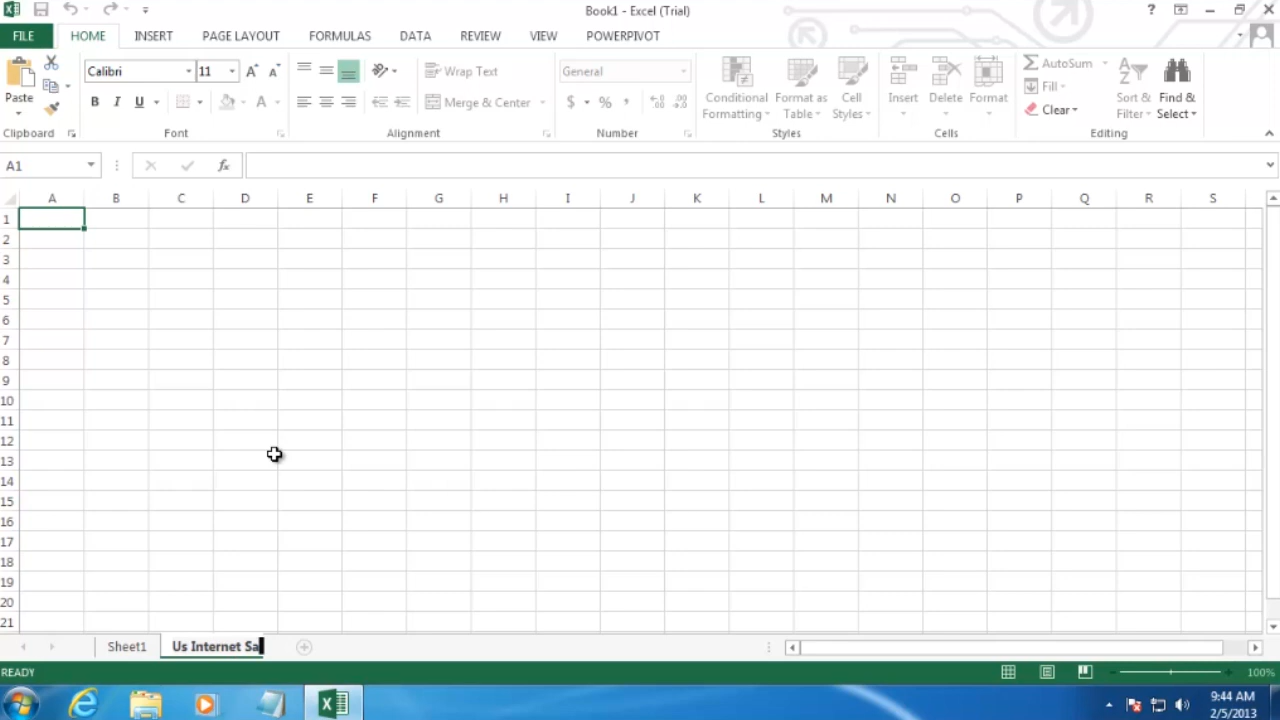 Book1 - Excel (Trial)
?
FILE HOME INSERT PAGE LAYOUT FORMULAS DATA REVIEW VIEW POWERPIVOT
Paste
Clipboard
Calibri 11
B I U A
Font
Wrap Text
Merge & Center
Alignment
General
$ % ,
Number
Conditional Formatting
Format as Table
Cell Styles
Styles
Insert Delete Format
Cells
AutoSum
Fill
Clear
Sort & Filter
Find & Select
Editing
A1 fx
A B C D E F G H I J K L M N O P Q R S
1
2
3
4
5
6
7
8
9
10
11
12
13
14
15
16
17
18
19
20
21
Sheet1 Us Internet Sa
READY 100%
9:44 AM
2/5/2013